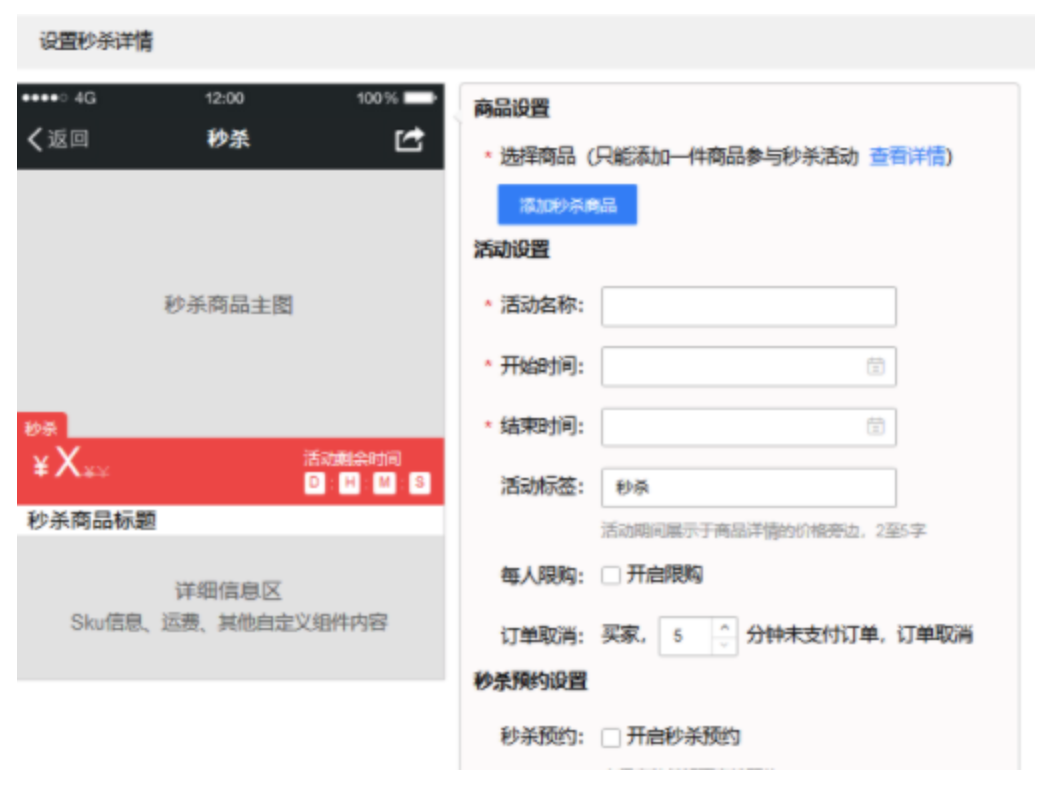 设置秒杀详情
4G 12:00 100%
返回 秒杀
秒杀商品主图
秒杀
¥X ¥Y 活动剩余时间
D : H : M : S
秒杀商品标题
详细信息区
Sku信息、运费、其他自定义组件内容
商品设置
* 选择商品 (只能添加一件商品参与秒杀活动 查看详情)
添加秒杀商品
活动设置
* 活动名称:
* 开始时间:
* 结束时间:
活动标签: 秒杀
活动期间展示于商品详情的价格旁边, 2至5字
每人限购: 开启限购
订单取消: 买家, 5 分钟未支付订单, 订单取消
秒杀预约设置
秒杀预约: 开启秒杀预约